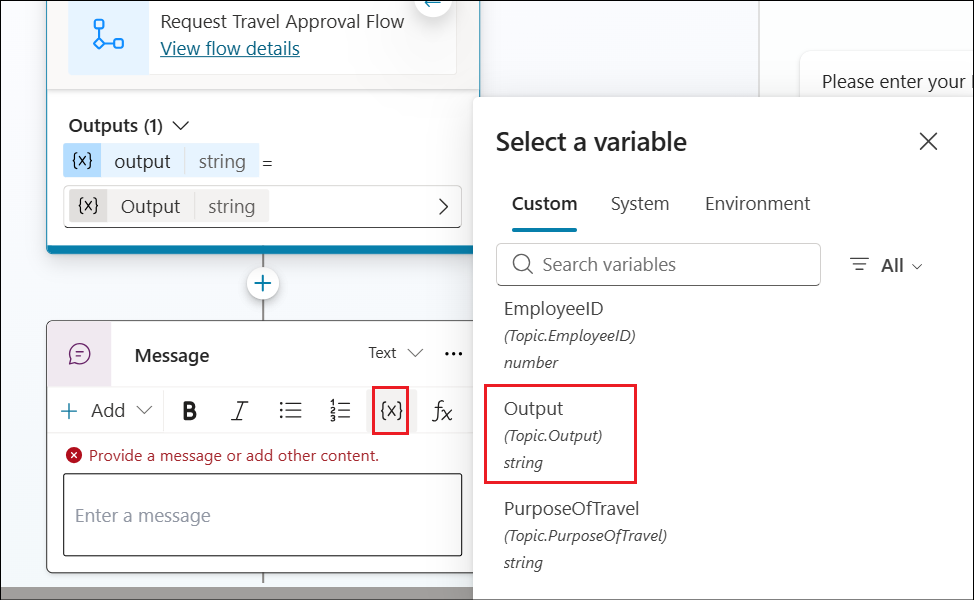 Request Travel Approval Flow
View flow details
Outputs (1)
{x} output string =
{x} Output string
Message
Text
Add B I {x} fx
Provide a message or add other content.
Enter a message
Please enter your
Select a variable
Custom System Environment
Search variables
All
EmployeeID
(Topic.EmployeeID)
number
Output
(Topic.Output)
string
PurposeOfTravel
(Topic.PurposeOfTravel)
string